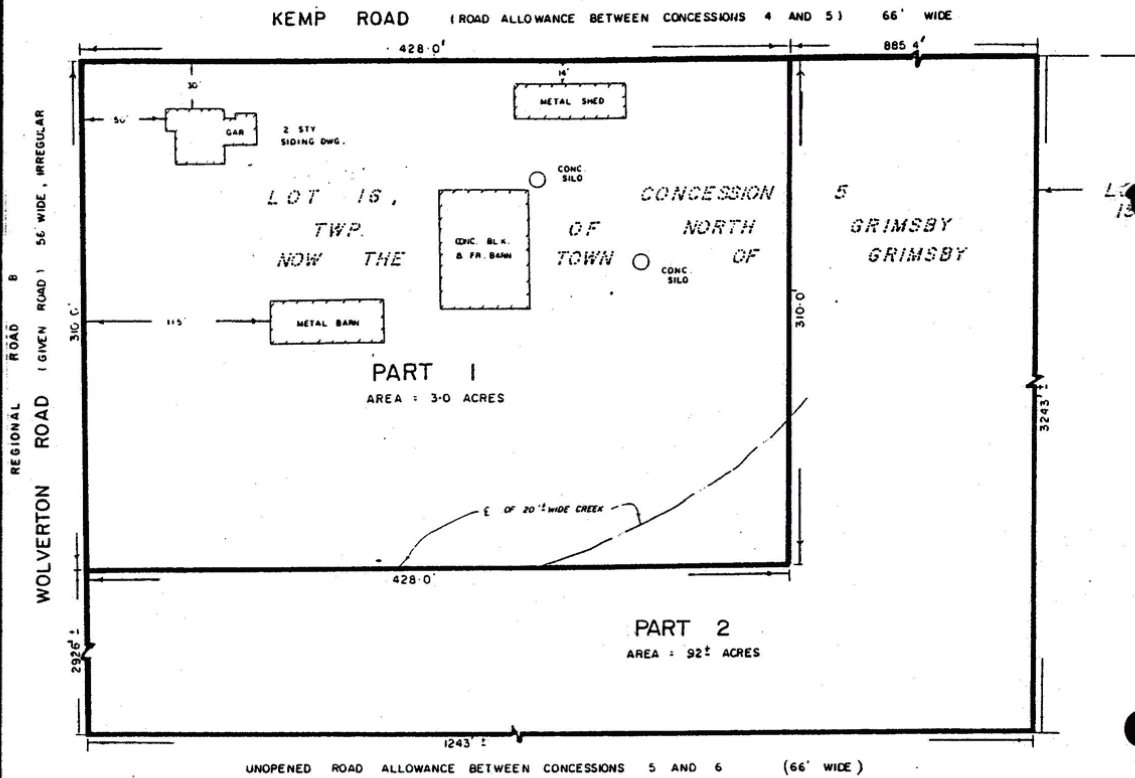 KEMP ROAD (ROAD ALLOWANCE BETWEEN CONCESSIONS 4 AND 5) 66' WIDE
428·0' 885 4'
30' 14'
METAL SHED
50'
GAR
2 STY
SIDING DWG.
CONC.
SILO
LOT 16, CONCESSION 5
TWP. OF NORTH GRIMSBY
NOW THE TOWN OF GRIMSBY
CONC. BLK.
& FR. BARN
CONC.
SILO
115'
METAL BARN
310·0'
310·0'
REGIONAL ROAD 8
WOLVERTON ROAD (GIVEN ROAD) 56' WIDE, IRREGULAR
PART 1
AREA = 3·0 ACRES
3243'±
℄ OF 20'± WIDE CREEK
428·0'
PART 2
AREA = 92± ACRES
2926'±
1243'±
UNOPENED ROAD ALLOWANCE BETWEEN CONCESSIONS 5 AND 6 (66' WIDE)